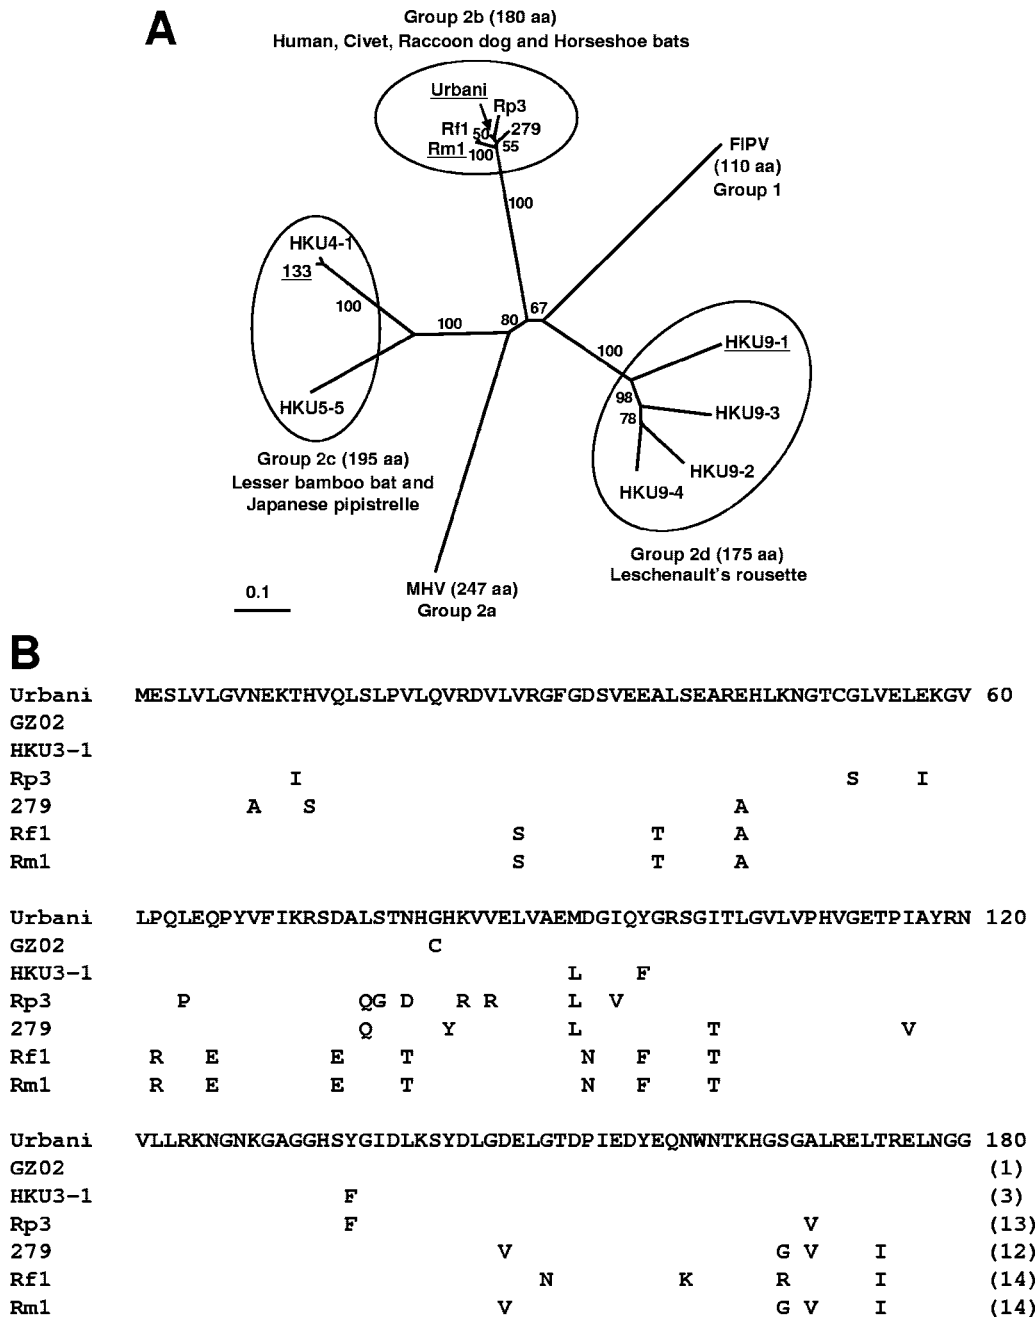 A
Group 2b (180 aa)
Human, Civet, Raccoon dog and Horseshoe bats
Urbani
Rp3
Rf1 50 279
Rm1 100 55
FIPV
(110 aa)
Group 1
100
HKU4-1
133
100
100
80
67
HKU5-5
100
HKU9-1
98
HKU9-3
78
HKU9-2
HKU9-4
Group 2c (195 aa)
Lesser bamboo bat and
Japanese pipistrelle
Group 2d (175 aa)
Leschenault's rousette
MHV (247 aa)
Group 2a
0.1
B
Urbani MESLVLGVNEKTHVQLSLPVLQVRDVLVRGFGDSVEEALSEAREHLKNGTCGLVELEKGV 60
GZ02
HKU3-1
Rp3 I S I
279 A S A
Rf1 S T A
Rm1 S T A
Urbani LPQLEQPYVFIKRSDALSTNHGHKVVELVAEMDGIQYGRSGITLGVLVPHVGETPIAYRN 120
GZ02 C
HKU3-1 L F
Rp3 P QG D R R L V
279 Q Y L T V
Rf1 R E E T N F T
Rm1 R E E T N F T
Urbani VLLRKNGNKGAGGHSYGIDLKSYDLGDELGTDPIEDYEQNWNTKHGSGALRELTRELNGG 180
GZ02 (1)
HKU3-1 F (3)
Rp3 F V (13)
279 V G V I (12)
Rf1 N K R I (14)
Rm1 V G V I (14)